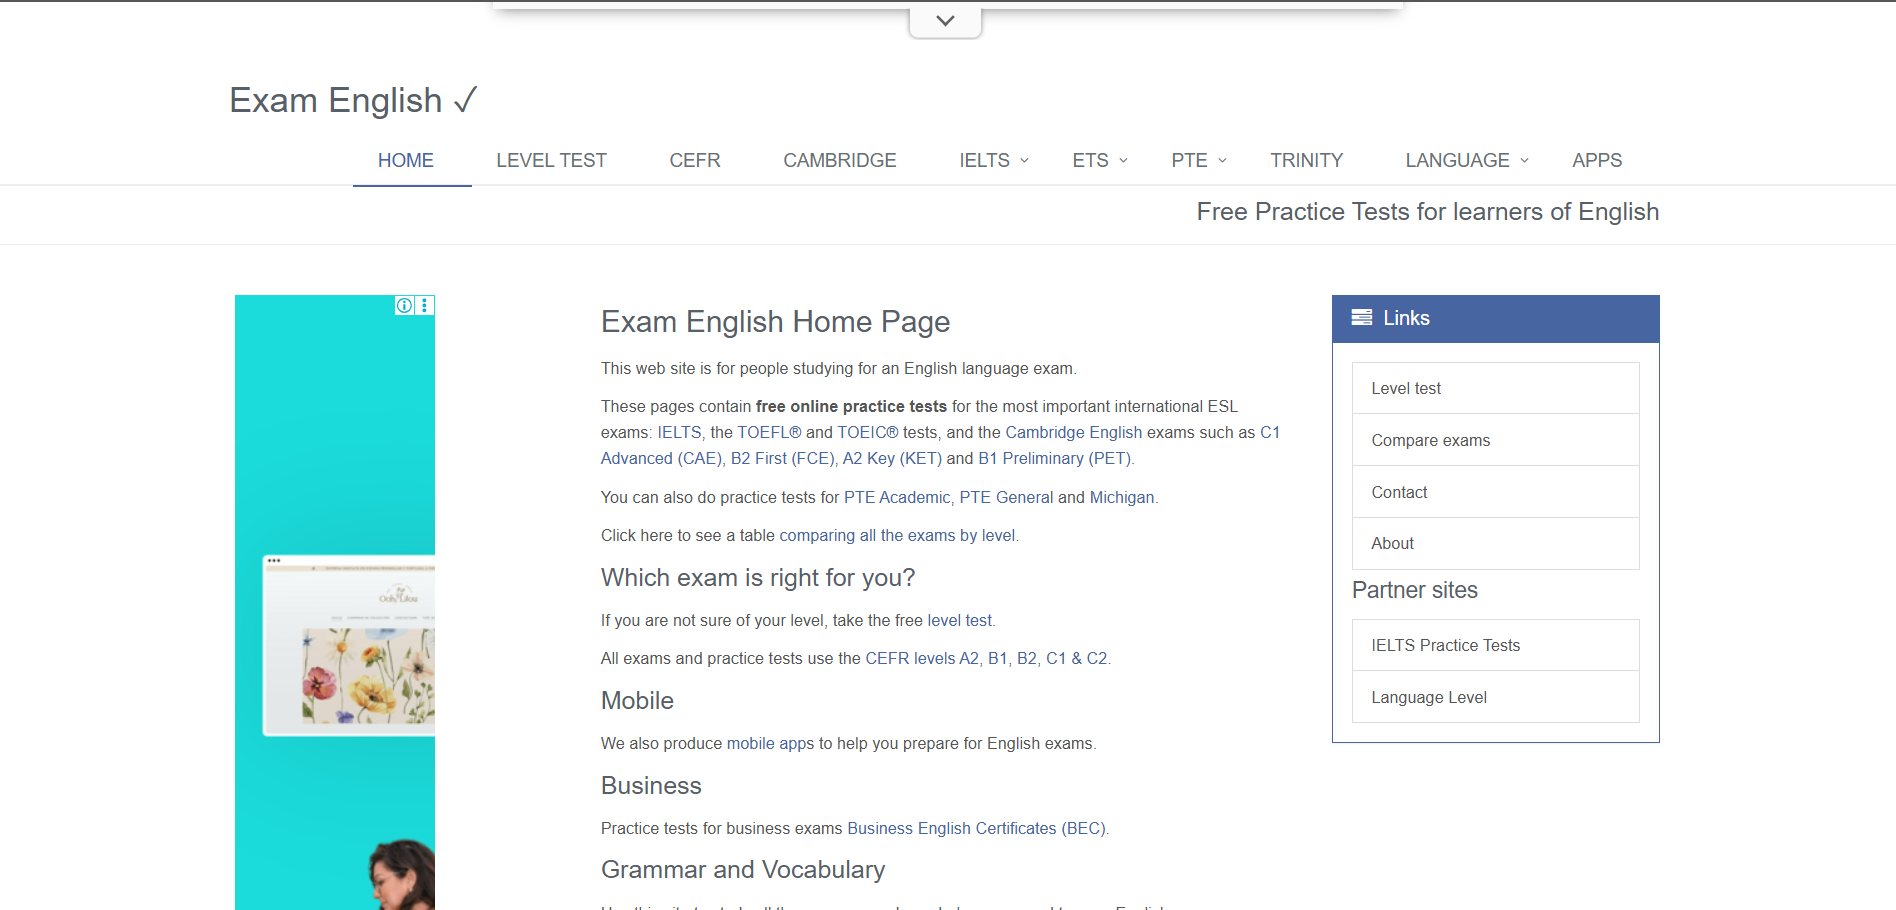 Exam English ✓
HOME LEVEL TEST CEFR CAMBRIDGE IELTS ETS PTE TRINITY LANGUAGE APPS
Free Practice Tests for learners of English
Exam English Home Page
This web site is for people studying for an English language exam.
These pages contain free online practice tests for the most important international ESL
exams: IELTS, the TOEFL® and TOEIC® tests, and the Cambridge English exams such as C1
Advanced (CAE), B2 First (FCE), A2 Key (KET) and B1 Preliminary (PET).
You can also do practice tests for PTE Academic, PTE General and Michigan.
Click here to see a table comparing all the exams by level.
Which exam is right for you?
If you are not sure of your level, take the free level test.
All exams and practice tests use the CEFR levels A2, B1, B2, C1 & C2.
Mobile
We also produce mobile apps to help you prepare for English exams.
Business
Practice tests for business exams Business English Certificates (BEC).
Grammar and Vocabulary
Links
Level test
Compare exams
Contact
About
Partner sites
IELTS Practice Tests
Language Level